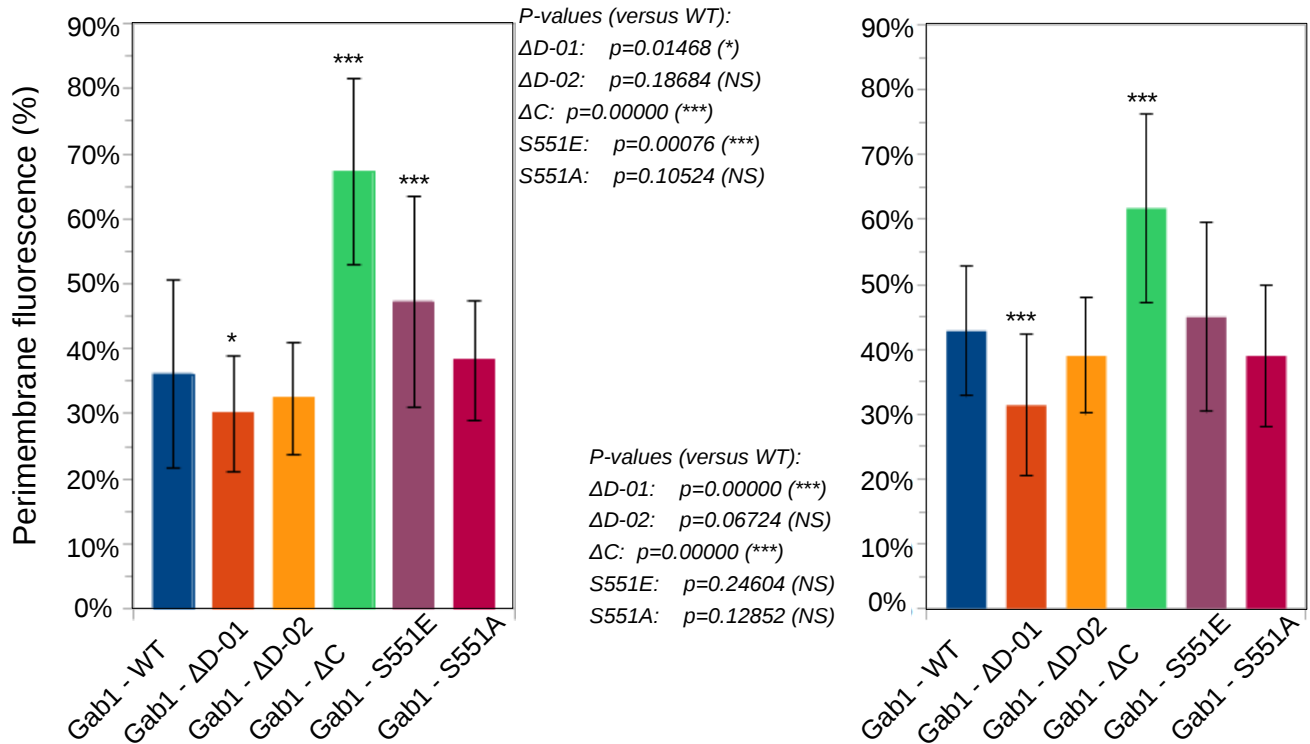 Perimembrane fluorescence (%)
90%
80%
70%
60%
50%
40%
30%
20%
10%
0%
***
***
*
Gab1 - WT
Gab1 - ΔD-01
Gab1 - ΔD-02
Gab1 - ΔC
Gab1 - S551E
Gab1 - S551A
P-values (versus WT):
ΔD-01: p=0.01468 (*)
ΔD-02: p=0.18684 (NS)
ΔC: p=0.00000 (***)
S551E: p=0.00076 (***)
S551A: p=0.10524 (NS)
P-values (versus WT):
ΔD-01: p=0.00000 (***)
ΔD-02: p=0.06724 (NS)
ΔC: p=0.00000 (***)
S551E: p=0.24604 (NS)
S551A: p=0.12852 (NS)
90%
80%
70%
60%
50%
40%
30%
20%
10%
0%
***
***
Gab1 - WT
Gab1 - ΔD-01
Gab1 - ΔD-02
Gab1 - ΔC
Gab1 - S551E
Gab1 - S551A